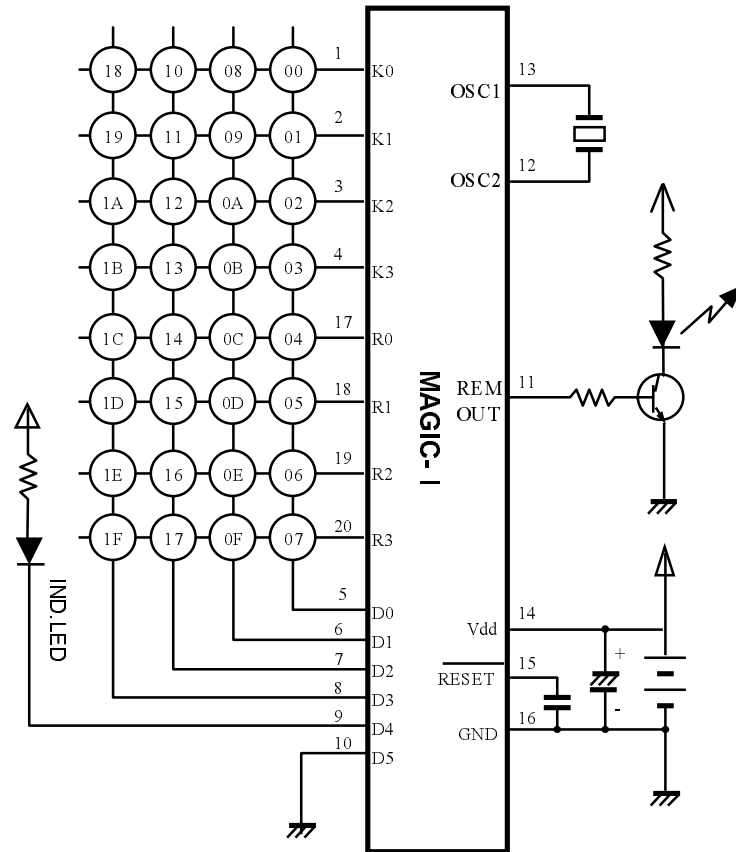 18 10 08 00 1 K0
19 11 09 01 2 K1
1A 12 0A 02 3 K2
1B 13 0B 03 4 K3
1C 14 0C 04 17 R0
1D 15 0D 05 18 R1
1E 16 0E 06 19 R2
1F 17 0F 07 20 R3
5 D0
6 D1
7 D2
8 D3
9 D4
10 D5
IND.LED
MAGIC- I
OSC1 13
OSC2 12
REM 11
OUT
Vdd 14
RESET 15
GND 16
+
-